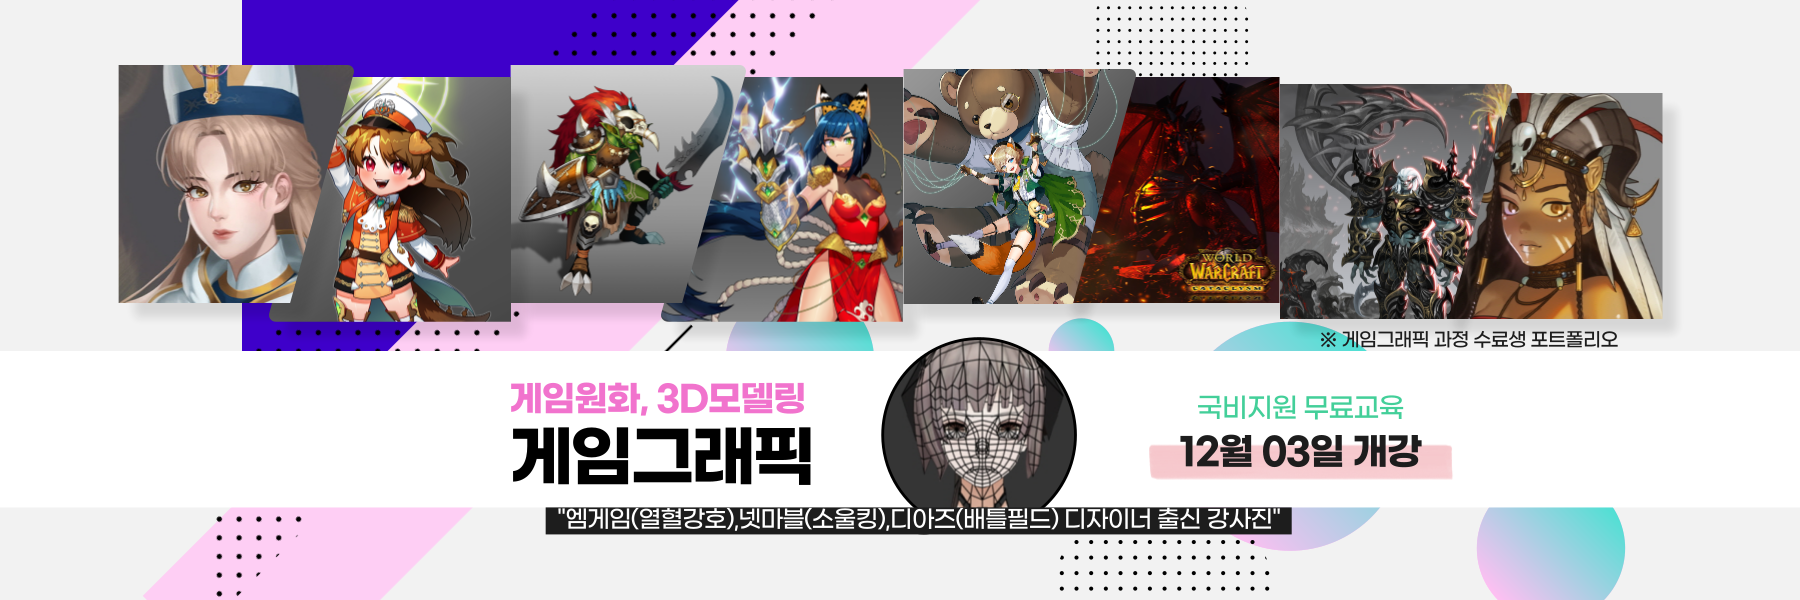 WORLD
WARCRAFT
CATACLYSM
※ 게임그래픽 과정 수료생 포트폴리오
게임원화, 3D모델링
게임그래픽
국비지원 무료교육
12월 03일 개강
"엠게임(열혈강호),넷마블(소울킹),디아즈(배틀필드) 디자이너 출신 강사진"